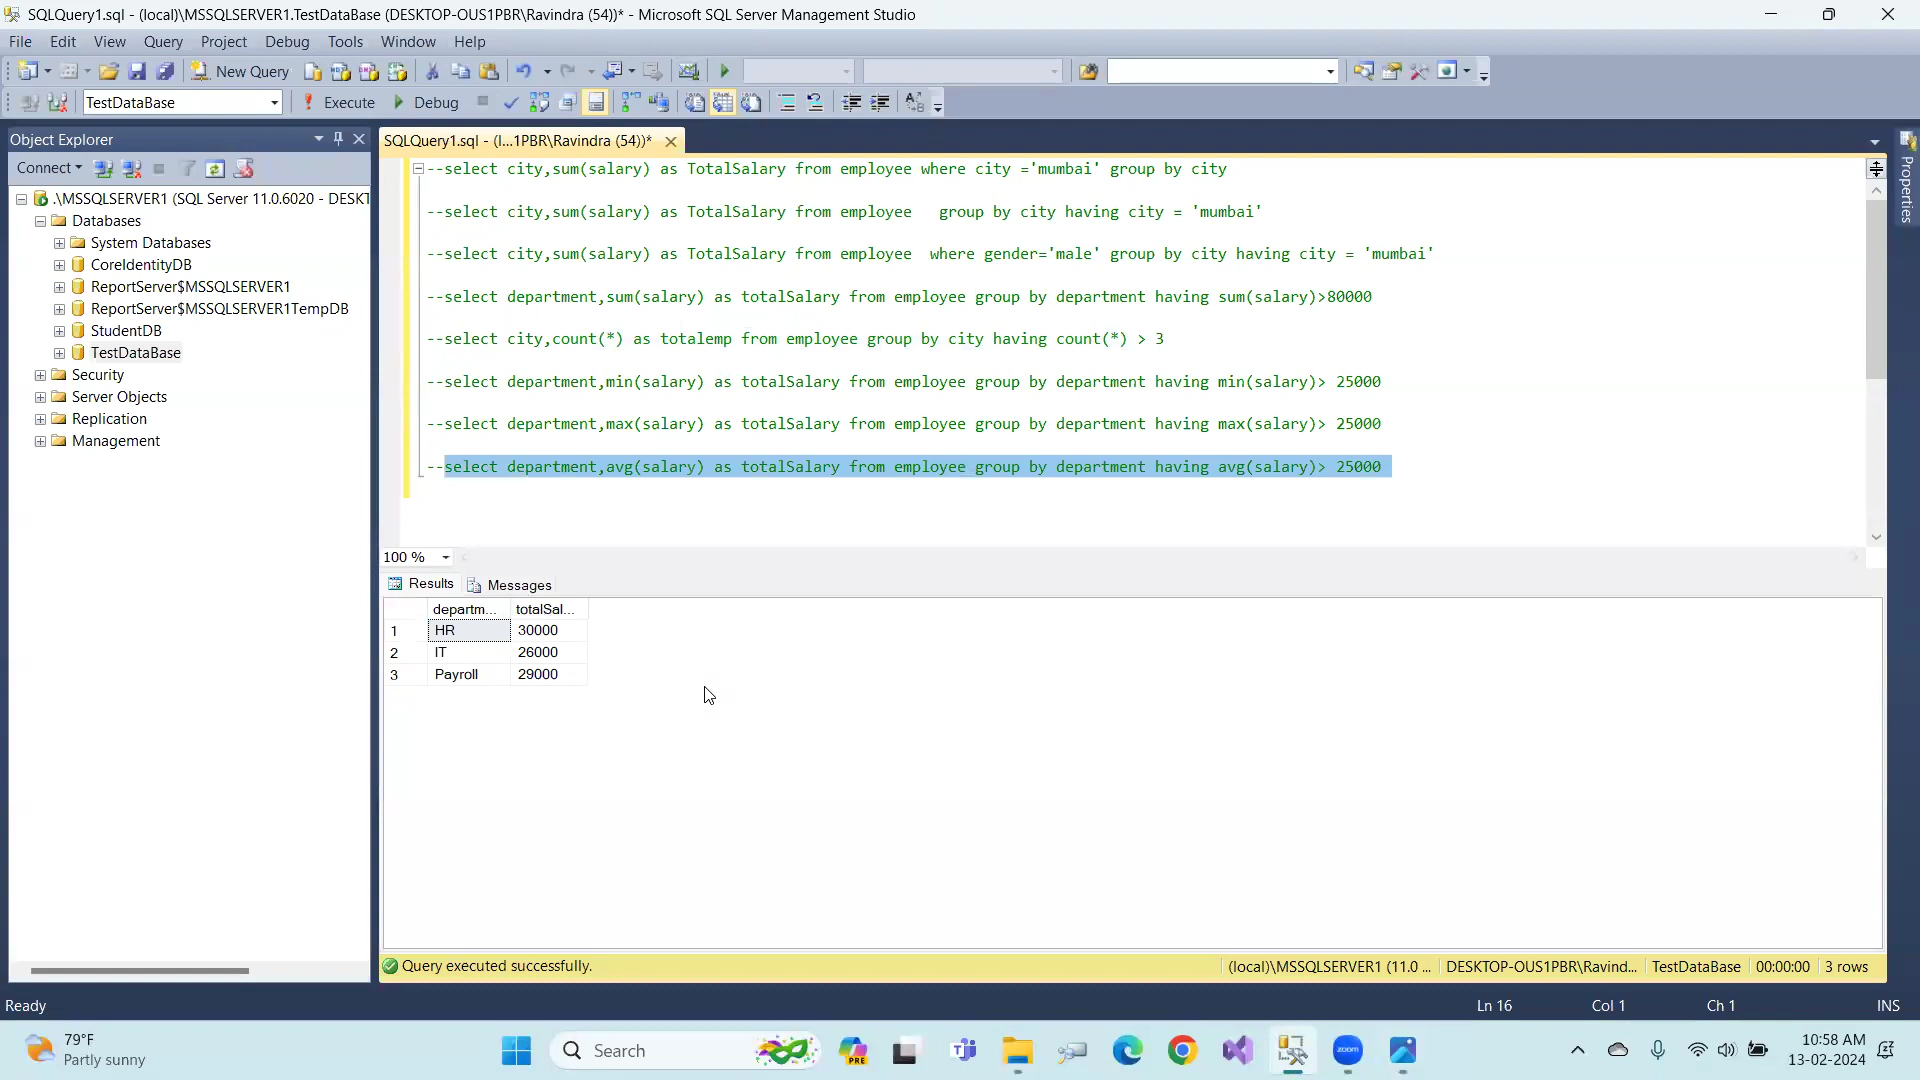 SQLQuery1.sql - (local)\MSSQLSERVER1.TestDataBase (DESKTOP-OUS1PBR\Ravindra (54))* - Microsoft SQL Server Management Studio
File Edit View Query Project Debug Tools Window Help
New Query
TestDataBase Execute Debug
Object Explorer
SQLQuery1.sql - (l...1PBR\Ravindra (54))*
Connect
.\MSSQLSERVER1 (SQL Server 11.0.6020 - DESKT
Databases
System Databases
CoreIdentityDB
ReportServer$MSSQLSERVER1
ReportServer$MSSQLSERVER1TempDB
StudentDB
TestDataBase
Security
Server Objects
Replication
Management
--select city,sum(salary) as TotalSalary from employee where city ='mumbai' group by city
--select city,sum(salary) as TotalSalary from employee   group by city having city = 'mumbai'
--select city,sum(salary) as TotalSalary from employee  where gender='male' group by city having city = 'mumbai'
--select department,sum(salary) as totalSalary from employee group by department having sum(salary)>80000
--select city,count(*) as totalemp from employee group by city having count(*) > 3
--select department,min(salary) as totalSalary from employee group by department having min(salary)> 25000
--select department,max(salary) as totalSalary from employee group by department having max(salary)> 25000
--select department,avg(salary) as totalSalary from employee group by department having avg(salary)> 25000
Properties
100 %
Results Messages
departm... totalSal...
1 HR 30000
2 IT 26000
3 Payroll 29000
Query executed successfully. (local)\MSSQLSERVER1 (11.0 ... DESKTOP-OUS1PBR\Ravind... TestDataBase 00:00:00 3 rows
Ready Ln 16 Col 1 Ch 1 INS
79°F
Partly sunny
Search
PRE
zoom
10:58 AM
13-02-2024